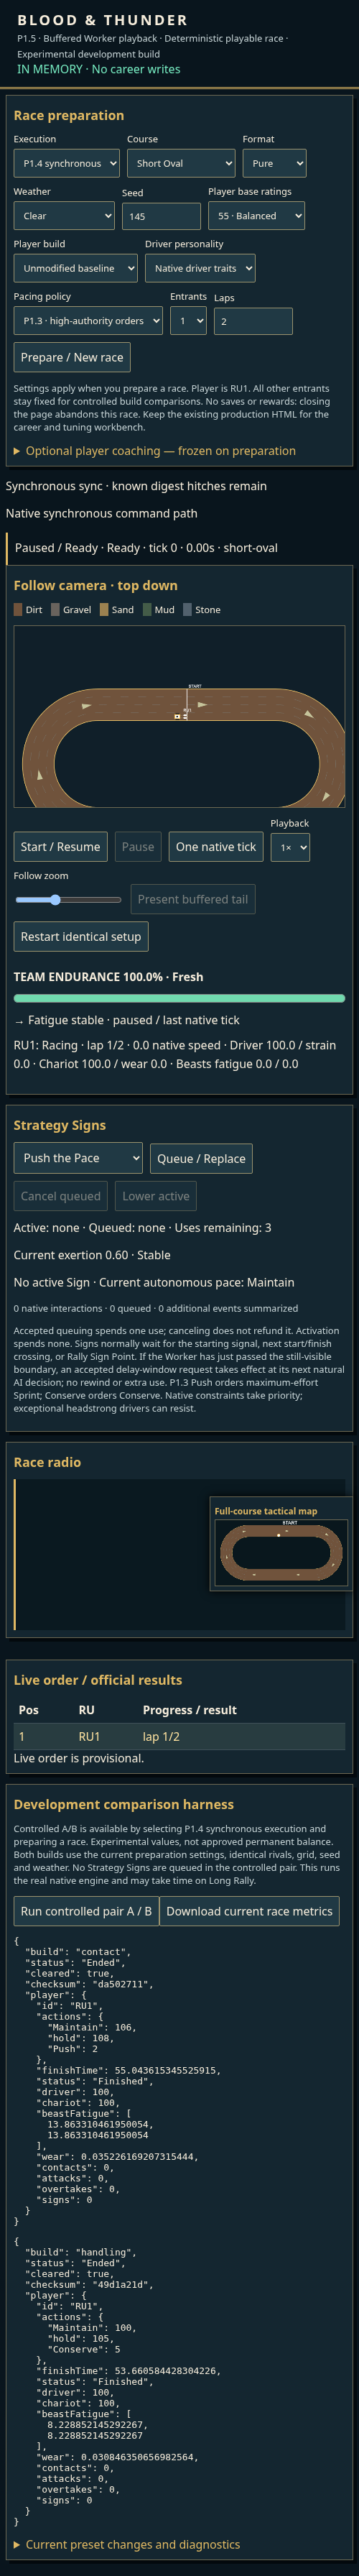 BLOOD & THUNDER
P1.5 · Buffered Worker playback · Deterministic playable race ·
Experimental development build
IN MEMORY · No career writes
Race preparation
Execution Course Format
P1.4 synchronous Short Oval Pure
Weather Seed Player base ratings
Clear 145 55 · Balanced
Player build Driver personality
Unmodified baseline Native driver traits
Pacing policy Entrants Laps
P1.3 · high-authority orders 1 2
Prepare / New race
Settings apply when you prepare a race. Player is RU1. All other entrants
stay fixed for controlled build comparisons. No saves or rewards: closing
the page abandons this race. Keep the existing production HTML for the
career and tuning workbench.
▶ Optional player coaching — frozen on preparation
Synchronous sync · known digest hitches remain
Native synchronous command path
Paused / Ready · Ready · tick 0 · 0.00s · short-oval
Follow camera · top down
Dirt Gravel Sand Mud Stone
START
RU1
Playback
Start / Resume Pause One native tick 1×
Follow zoom
Present buffered tail
Restart identical setup
TEAM ENDURANCE 100.0% · Fresh
→ Fatigue stable · paused / last native tick
RU1: Racing · lap 1/2 · 0.0 native speed · Driver 100.0 / strain
0.0 · Chariot 100.0 / wear 0.0 · Beasts fatigue 0.0 / 0.0
Strategy Signs
Push the Pace Queue / Replace
Cancel queued Lower active
Active: none · Queued: none · Uses remaining: 3
Current exertion 0.60 · Stable
No active Sign · Current autonomous pace: Maintain
0 native interactions · 0 queued · 0 additional events summarized
Accepted queuing spends one use; canceling does not refund it. Activation
spends none. Signs normally wait for the starting signal, next start/finish
crossing, or Rally Sign Point. If the Worker has just passed the still-visible
boundary, an accepted delay-window request takes effect at its next natural
AI decision; no rewind or extra use. P1.3 Push orders maximum-effort
Sprint; Conserve orders Conserve. Native constraints take priority;
exceptional headstrong drivers can resist.
Race radio
Full-course tactical map
START
Live order / official results
Pos RU Progress / result
1 RU1 lap 1/2
Live order is provisional.
Development comparison harness
Controlled A/B is available by selecting P1.4 synchronous execution and
preparing a race. Experimental values, not approved permanent balance.
Both builds use the current preparation settings, identical rivals, grid, seed
and weather. No Strategy Signs are queued in the controlled pair. This runs
the real native engine and may take time on Long Rally.
Run controlled pair A / B Download current race metrics
{
"build": "contact",
"status": "Ended",
"cleared": true,
"checksum": "da502711",
"player": {
"id": "RU1",
"actions": {
"Maintain": 106,
"hold": 108,
"Push": 2
},
"finishTime": 55.043615345525915,
"status": "Finished",
"driver": 100,
"chariot": 100,
"beastFatigue": [
13.863310461950054,
13.863310461950054
],
"wear": 0.035226169207315444,
"contacts": 0,
"attacks": 0,
"overtakes": 0,
"signs": 0
}
}
{
"build": "handling",
"status": "Ended",
"cleared": true,
"checksum": "49d1a21d",
"player": {
"id": "RU1",
"actions": {
"Maintain": 100,
"hold": 105,
"Conserve": 5
},
"finishTime": 53.660584428304226,
"status": "Finished",
"driver": 100,
"chariot": 100,
"beastFatigue": [
8.228852145292267,
8.228852145292267
],
"wear": 0.030846350656982564,
"contacts": 0,
"attacks": 0,
"overtakes": 0,
"signs": 0
}
}
▶ Current preset changes and diagnostics